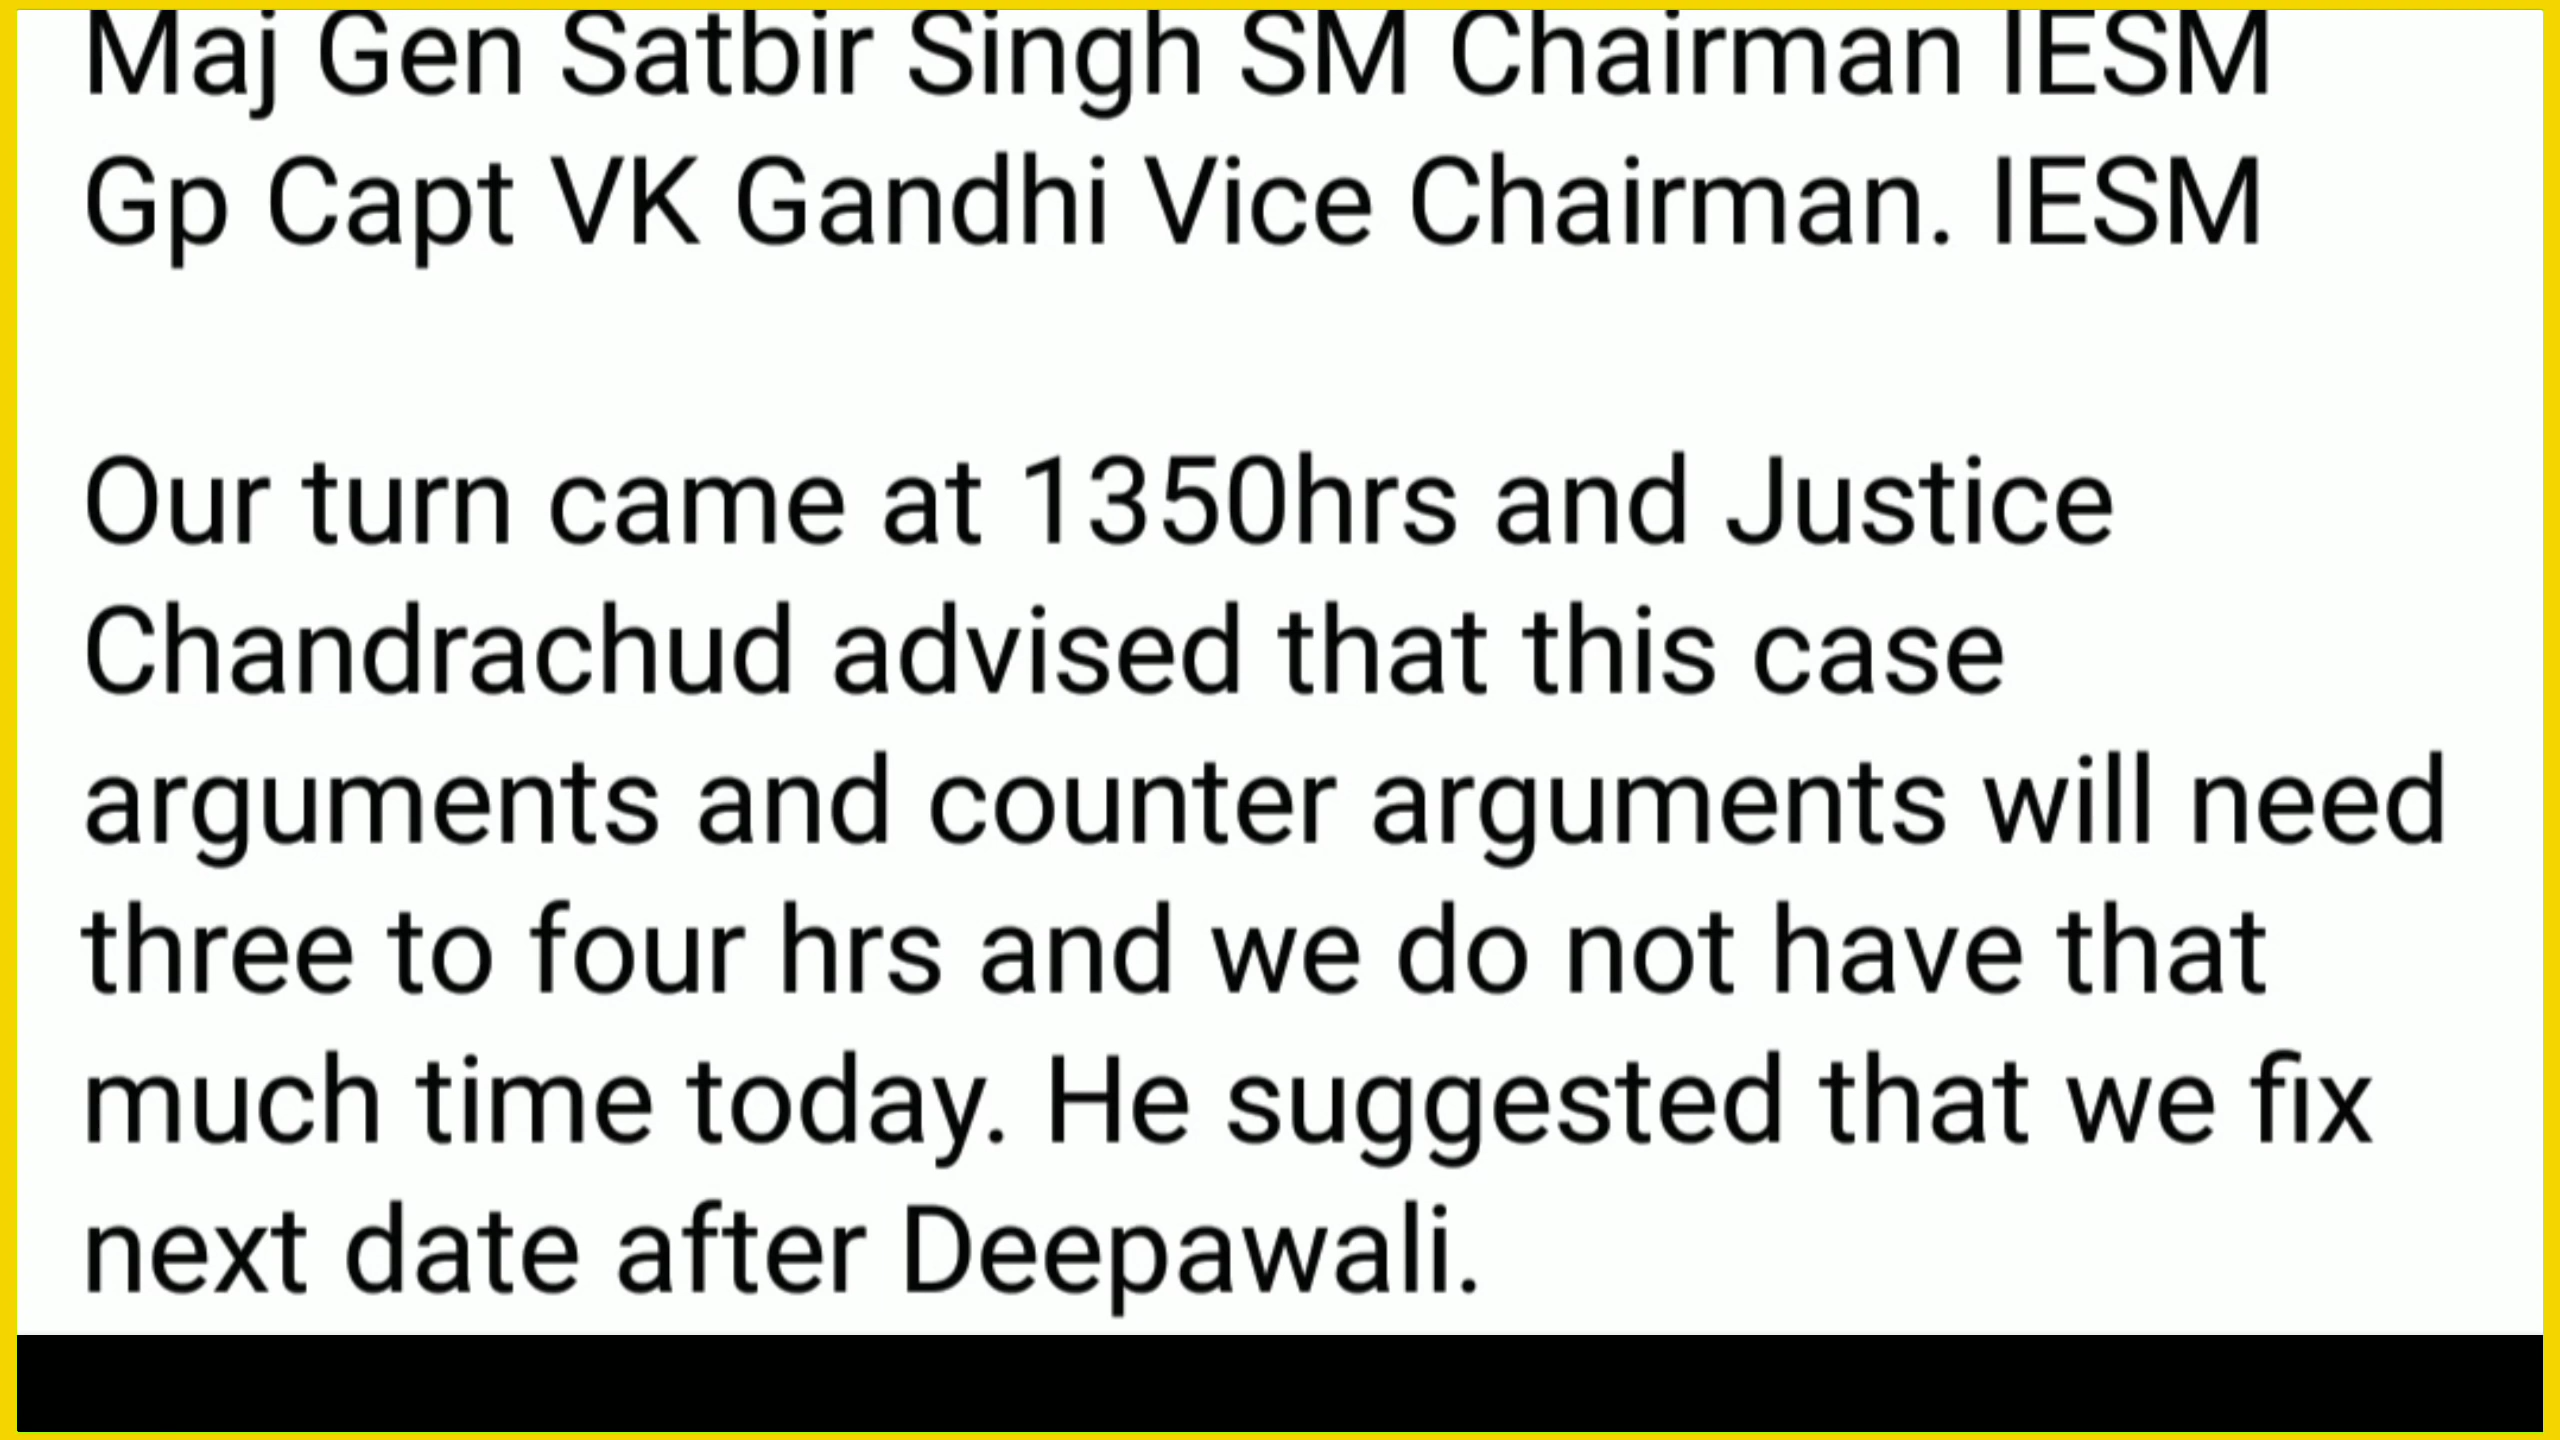 Maj Gen Satbir Singh SM Chairman IESM
Gp Capt VK Gandhi Vice Chairman. IESM
Our turn came at 1350hrs and Justice
Chandrachud advised that this case
arguments and counter arguments will need
three to four hrs and we do not have that
much time today. He suggested that we fix
next date after Deepawali.